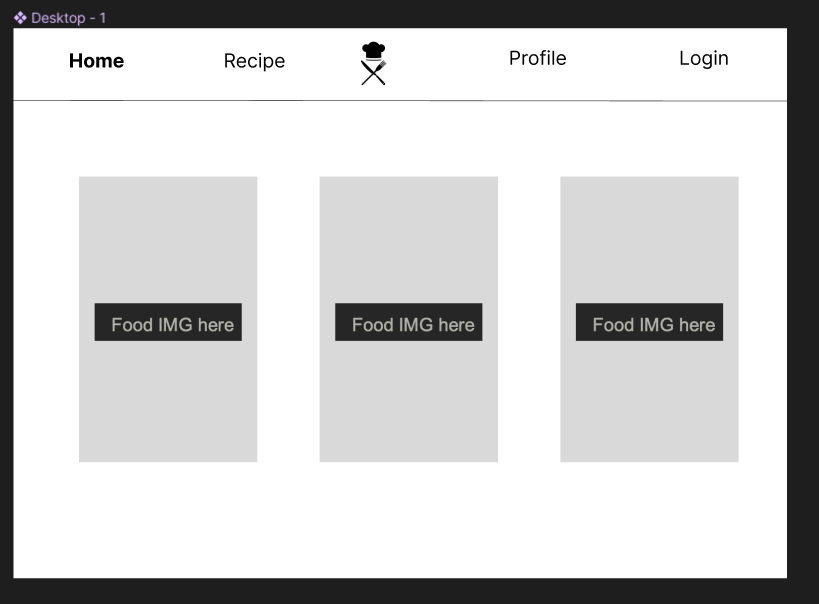 Desktop - 1
Home Recipe Profile Login
Food IMG here Food IMG here Food IMG here